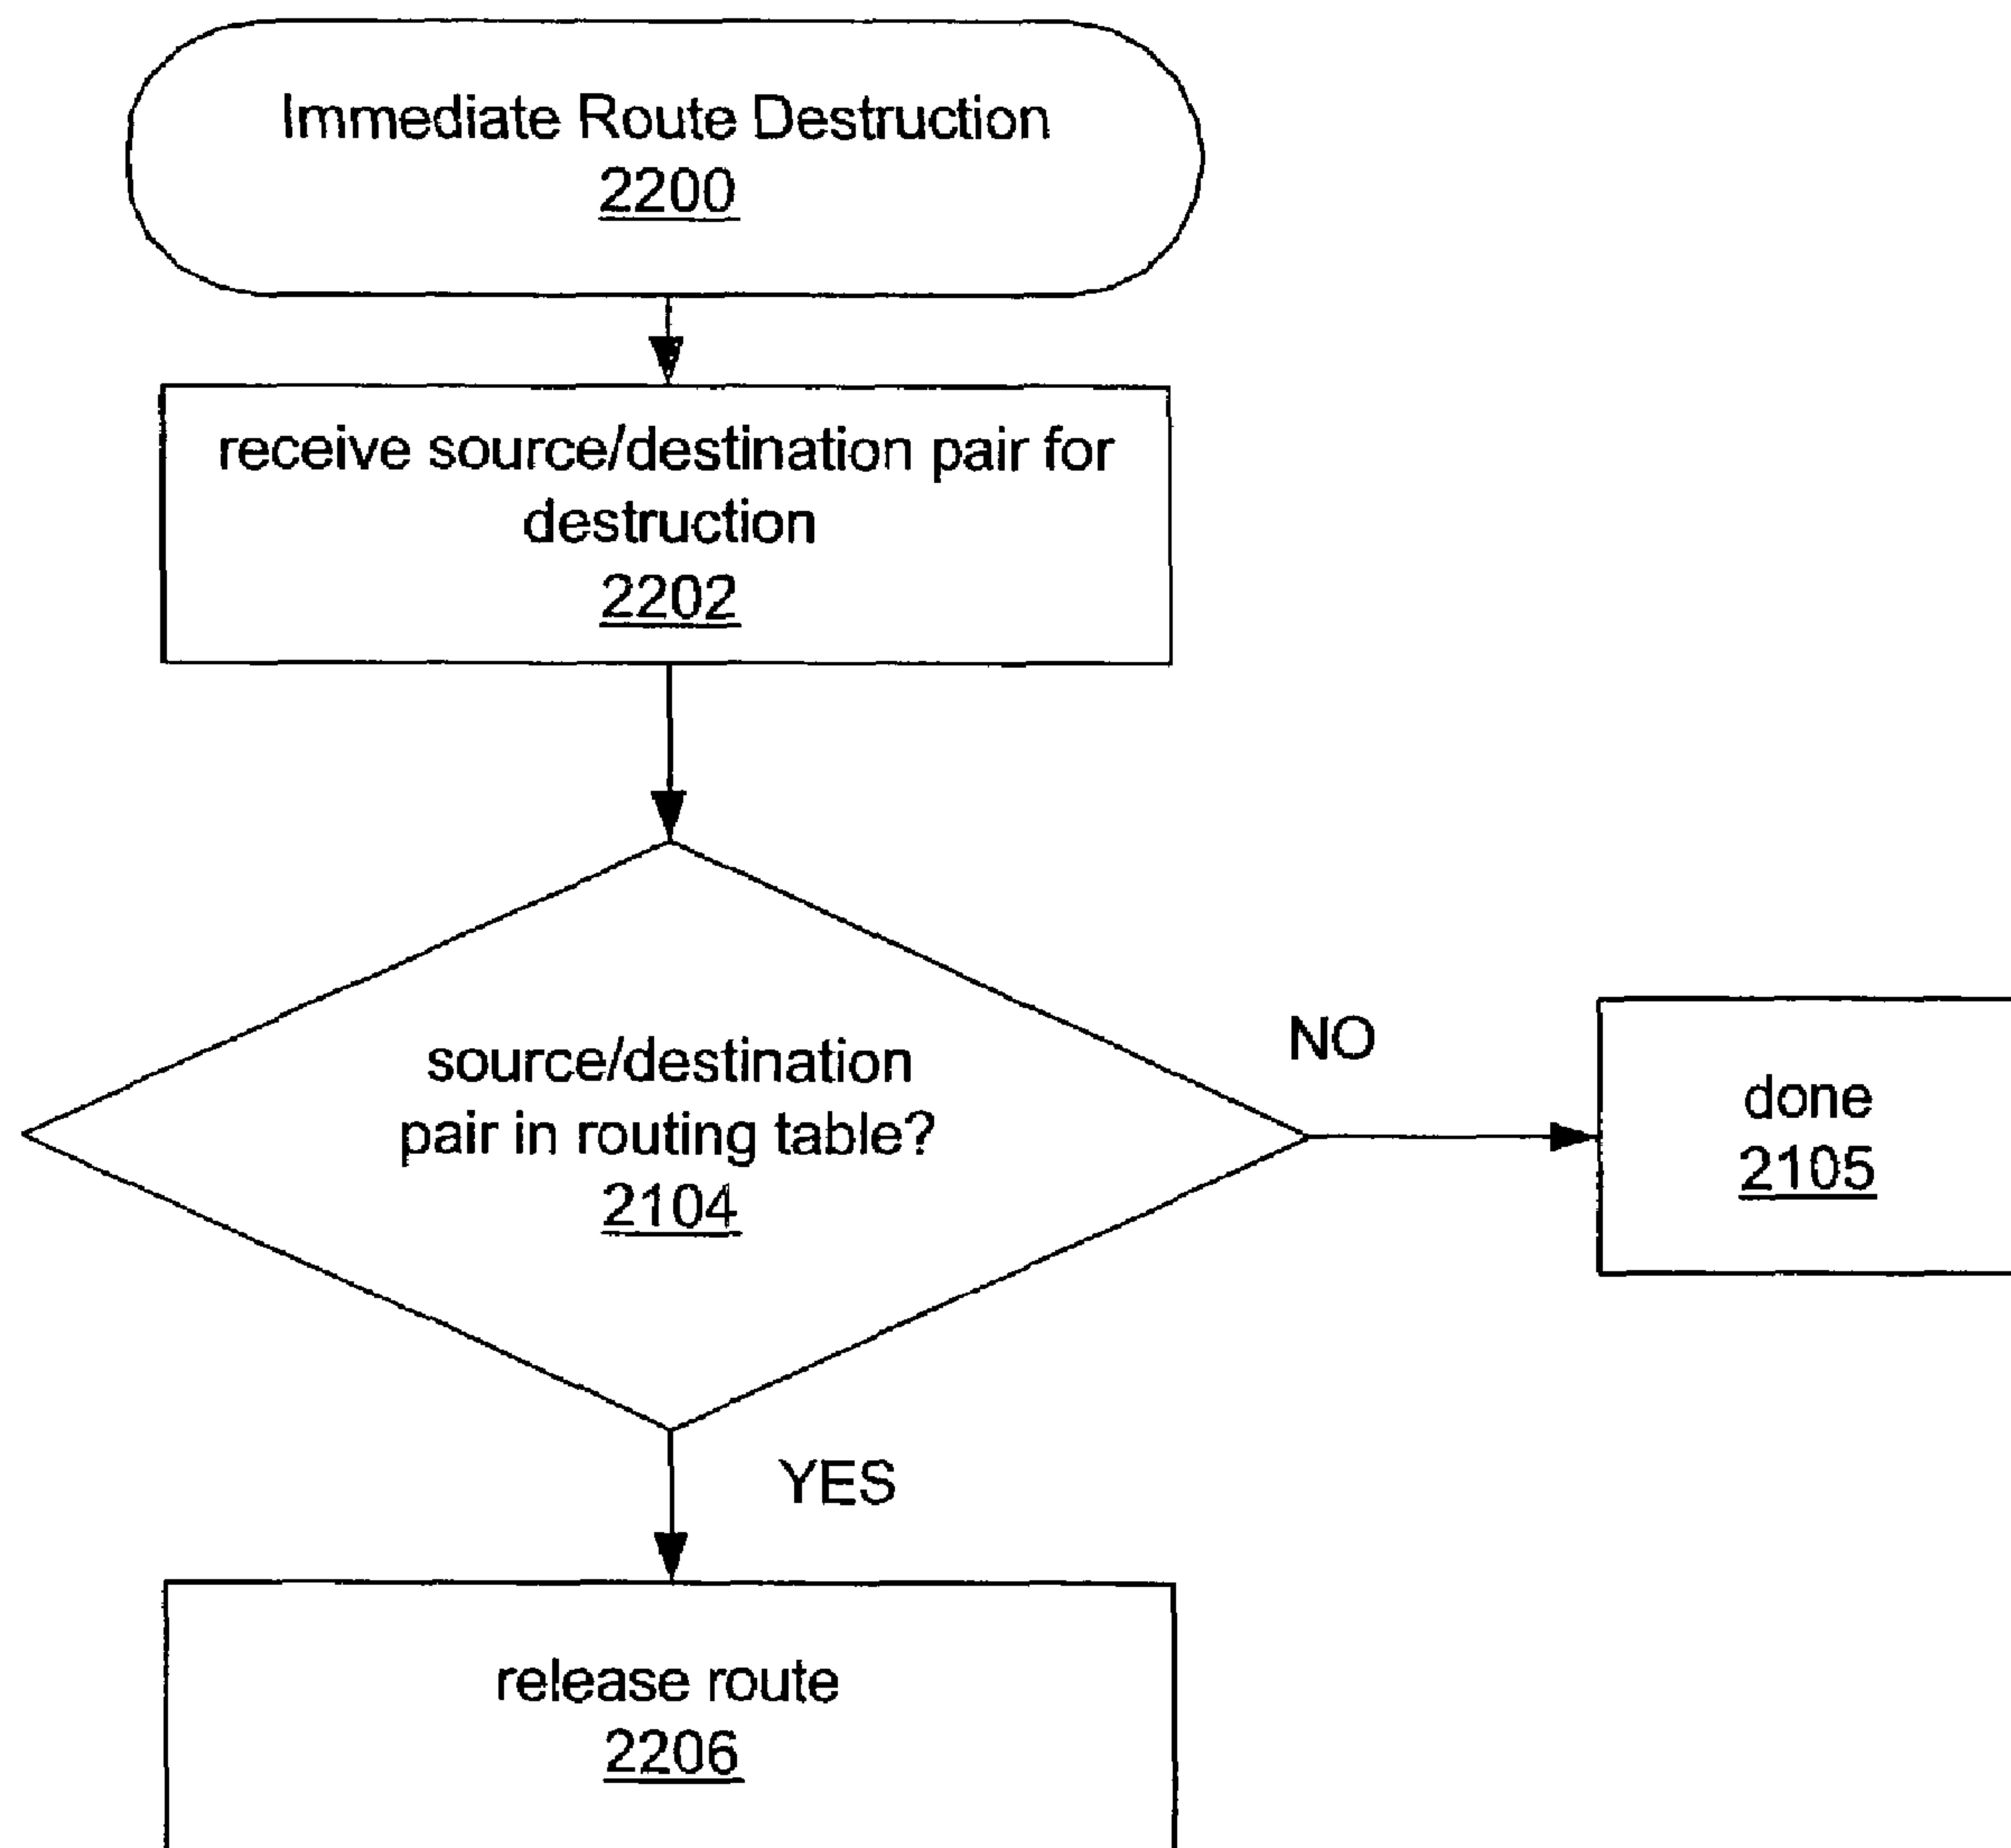 Immediate Route Destruction
2200
receive source/destination pair for
destruction
2202
source/destination
pair in routing table?
2104
NO
done
2105
YES
release route
2206